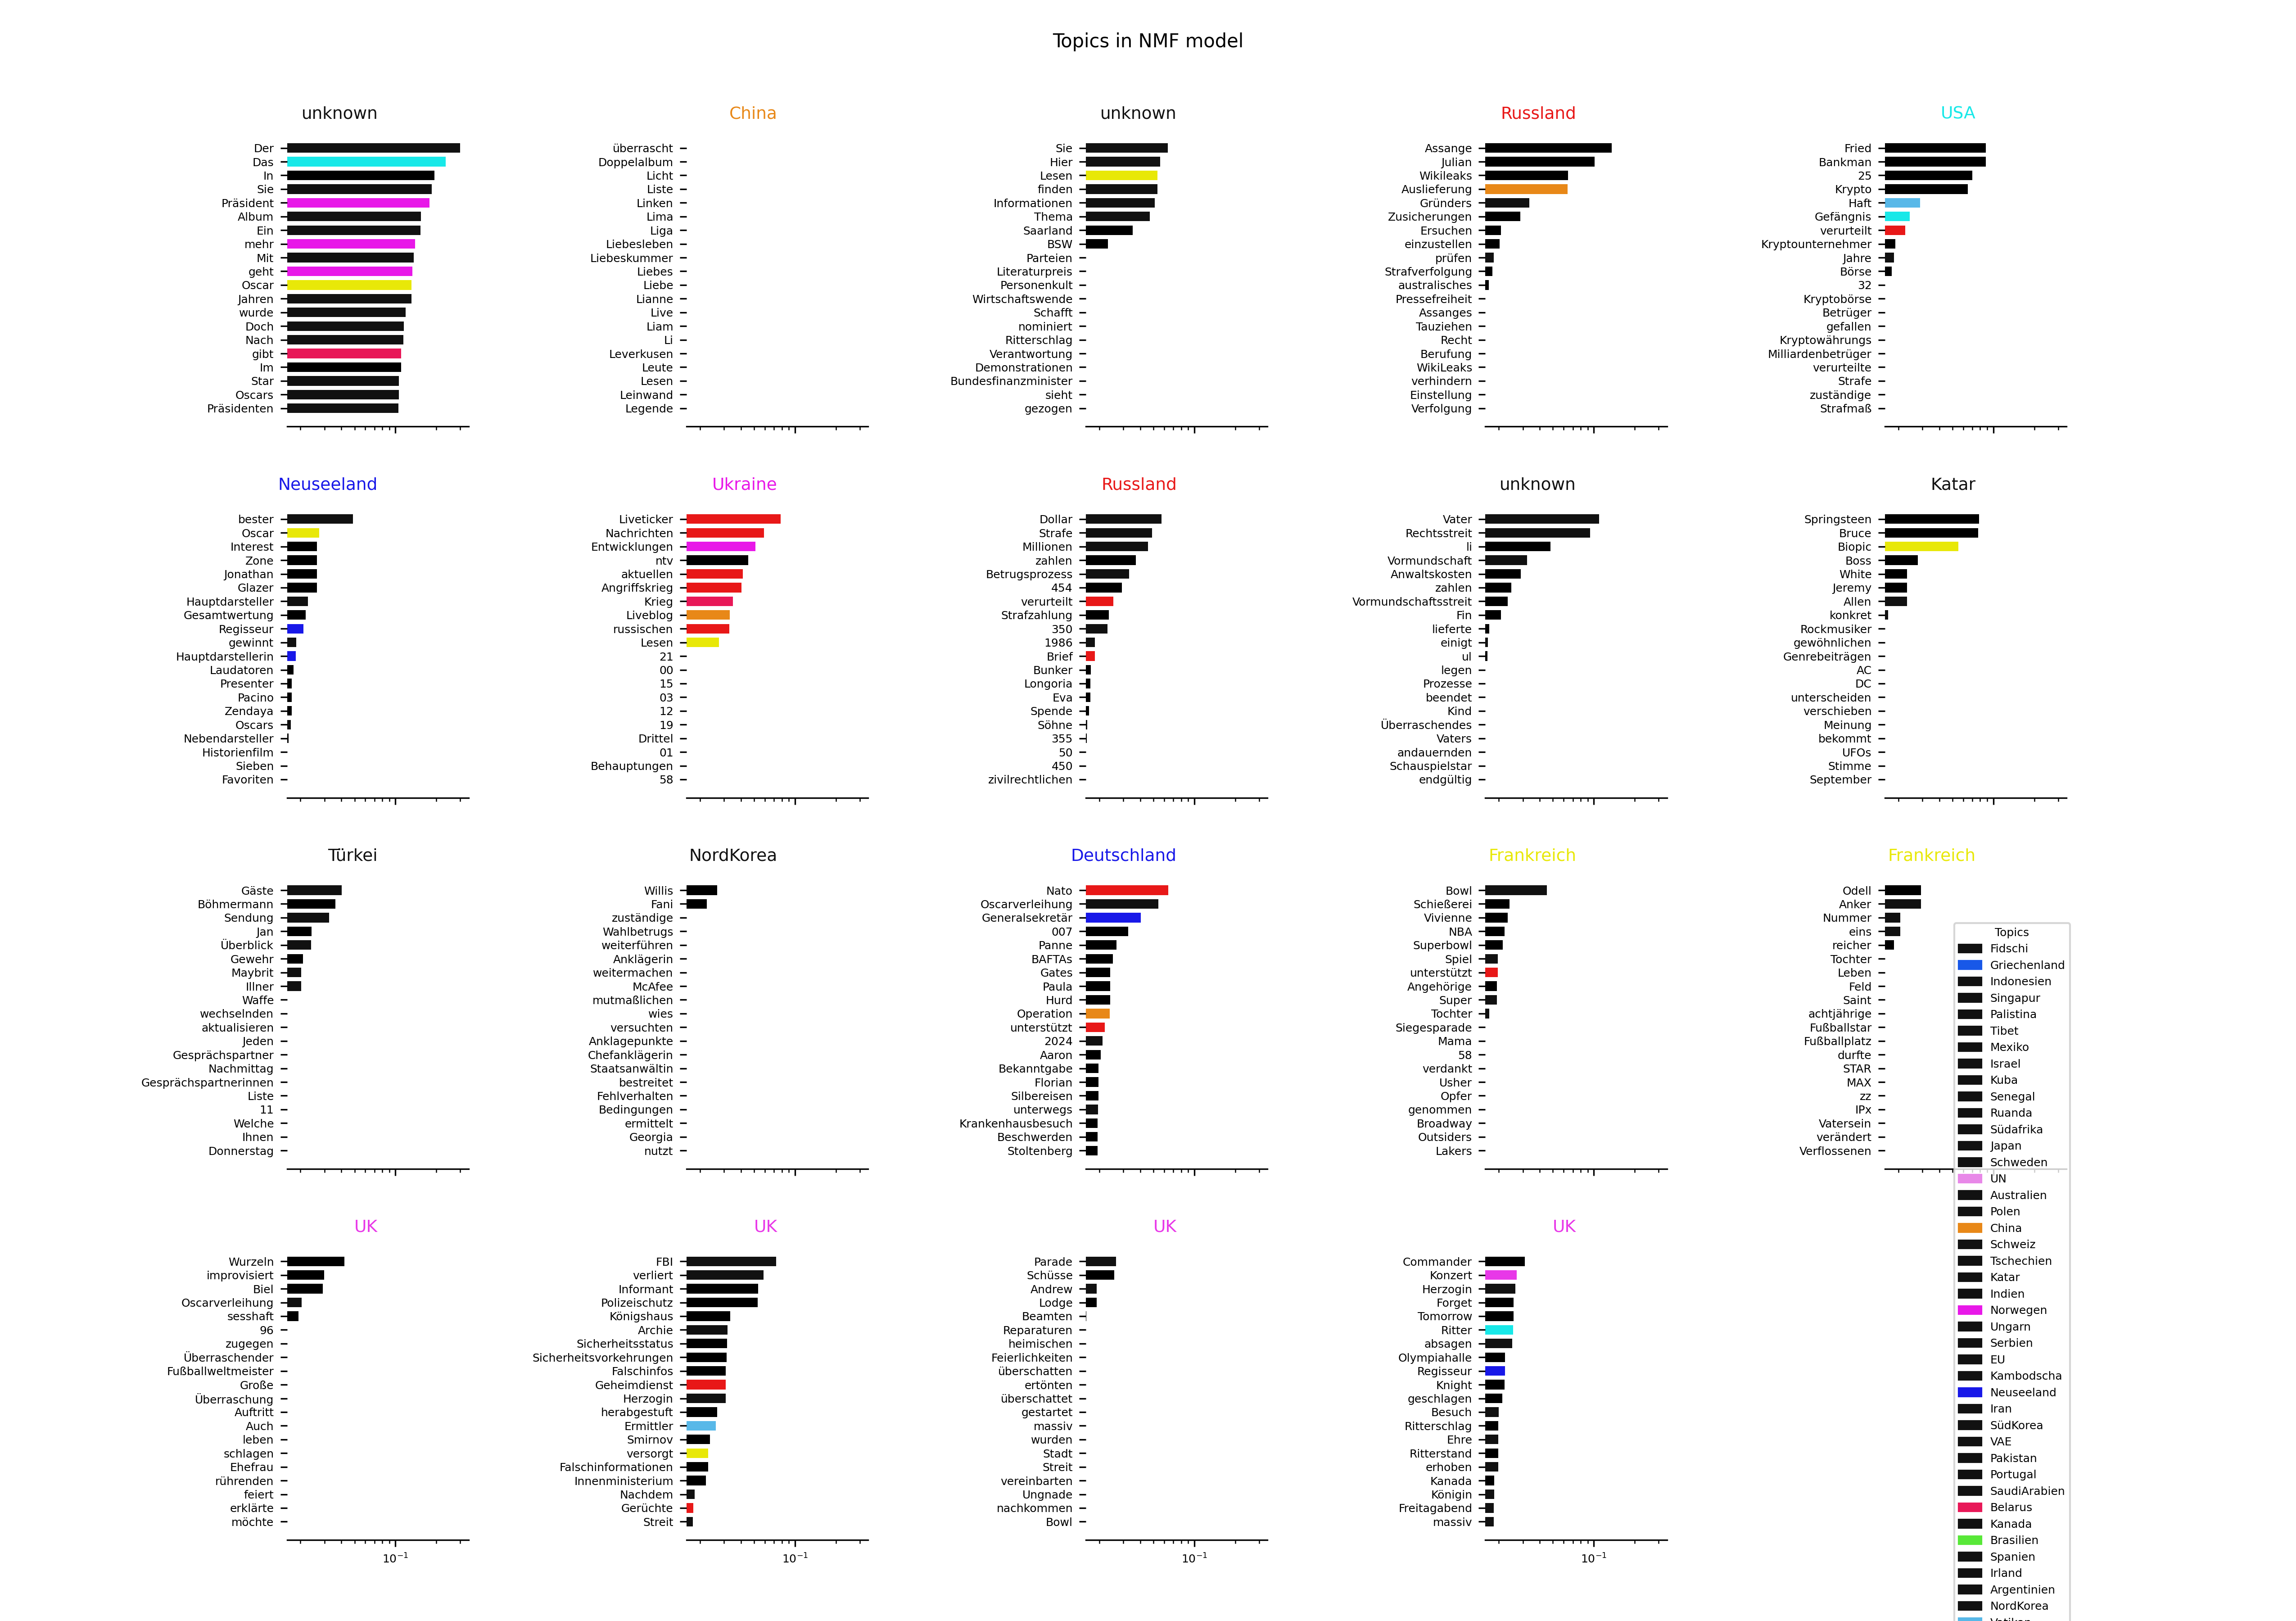 Topics in NMF model
unknown
Der
Das
In
Sie
Präsident
Album
Ein
mehr
Mit
geht
Oscar
Jahren
wurde
Doch
Nach
gibt
Im
Star
Oscars
Präsidenten
China
überrascht
Doppelalbum
Licht
Liste
Linken
Lima
Liga
Liebesleben
Liebeskummer
Liebes
Liebe
Lianne
Live
Liam
Li
Leverkusen
Leute
Lesen
Leinwand
Legende
unknown
Sie
Hier
Lesen
finden
Informationen
Thema
Saarland
BSW
Parteien
Literaturpreis
Personenkult
Wirtschaftswende
Schafft
nominiert
Ritterschlag
Verantwortung
Demonstrationen
Bundesfinanzminister
sieht
gezogen
Russland
Assange
Julian
Wikileaks
Auslieferung
Gründers
Zusicherungen
Ersuchen
einzustellen
prüfen
Strafverfolgung
australisches
Pressefreiheit
Assanges
Tauziehen
Recht
Berufung
WikiLeaks
verhindern
Einstellung
Verfolgung
USA
Fried
Bankman
25
Krypto
Haft
Gefängnis
verurteilt
Kryptounternehmer
Jahre
Börse
32
Kryptobörse
Betrüger
gefallen
Kryptowährungs
Milliardenbetrüger
verurteilte
Strafe
zuständige
Strafmaß
Neuseeland
bester
Oscar
Interest
Zone
Jonathan
Glazer
Hauptdarsteller
Gesamtwertung
Regisseur
gewinnt
Hauptdarstellerin
Laudatoren
Presenter
Pacino
Zendaya
Oscars
Nebendarsteller
Historienfilm
Sieben
Favoriten
Ukraine
Liveticker
Nachrichten
Entwicklungen
ntv
aktuellen
Angriffskrieg
Krieg
Liveblog
russischen
Lesen
21
00
15
03
12
19
Drittel
01
Behauptungen
58
Russland
Dollar
Strafe
Millionen
zahlen
Betrugsprozess
454
verurteilt
Strafzahlung
350
1986
Brief
Bunker
Longoria
Eva
Spende
Söhne
355
50
450
zivilrechtlichen
unknown
Vater
Rechtsstreit
li
Vormundschaft
Anwaltskosten
zahlen
Vormundschaftsstreit
Fin
lieferte
einigt
ul
legen
Prozesse
beendet
Kind
Überraschendes
Vaters
andauernden
Schauspielstar
endgültig
Katar
Springsteen
Bruce
Biopic
Boss
White
Jeremy
Allen
konkret
Rockmusiker
gewöhnlichen
Genrebeiträgen
AC
DC
unterscheiden
verschieben
Meinung
bekommt
UFOs
Stimme
September
Türkei
Gäste
Böhmermann
Sendung
Jan
Überblick
Gewehr
Maybrit
Illner
Waffe
wechselnden
aktualisieren
Jeden
Gesprächspartner
Nachmittag
Gesprächspartnerinnen
Liste
11
Welche
Ihnen
Donnerstag
NordKorea
Willis
Fani
zuständige
Wahlbetrugs
weiterführen
Anklägerin
weitermachen
McAfee
mutmaßlichen
wies
versuchten
Anklagepunkte
Chefanklägerin
Staatsanwältin
bestreitet
Fehlverhalten
Bedingungen
ermittelt
Georgia
nutzt
Deutschland
Nato
Oscarverleihung
Generalsekretär
007
Panne
BAFTAs
Gates
Paula
Hurd
Operation
unterstützt
2024
Aaron
Bekanntgabe
Florian
Silbereisen
unterwegs
Krankenhausbesuch
Beschwerden
Stoltenberg
Frankreich
Bowl
Schießerei
Vivienne
NBA
Superbowl
Spiel
unterstützt
Angehörige
Super
Tochter
Siegesparade
Mama
58
verdankt
Usher
Opfer
genommen
Broadway
Outsiders
Lakers
Frankreich
Odell
Anker
Nummer
eins
reicher
Tochter
Leben
Feld
Saint
achtjährige
Fußballstar
Fußballplatz
durfte
STAR
MAX
zz
IPx
Vatersein
verändert
Verflossenen
UK
Wurzeln
improvisiert
Biel
Oscarverleihung
sesshaft
96
zugegen
Überraschender
Fußballweltmeister
Große
Überraschung
Auftritt
Auch
leben
schlagen
Ehefrau
rührenden
feiert
erklärte
möchte
10⁻¹
UK
FBI
verliert
Informant
Polizeischutz
Königshaus
Archie
Sicherheitsstatus
Sicherheitsvorkehrungen
Falschinfos
Geheimdienst
Herzogin
herabgestuft
Ermittler
Smirnov
versorgt
Falschinformationen
Innenministerium
Nachdem
Gerüchte
Streit
10⁻¹
UK
Parade
Schüsse
Andrew
Lodge
Beamten
Reparaturen
heimischen
Feierlichkeiten
überschatten
ertönten
überschattet
gestartet
massiv
wurden
Stadt
Streit
vereinbarten
Ungnade
nachkommen
Bowl
10⁻¹
UK
Commander
Konzert
Herzogin
Forget
Tomorrow
Ritter
absagen
Olympiahalle
Regisseur
Knight
geschlagen
Besuch
Ritterschlag
Ehre
Ritterstand
erhoben
Kanada
Königin
Freitagabend
massiv
10⁻¹
Topics
Fidschi
Griechenland
Indonesien
Singapur
Palistina
Tibet
Mexiko
Israel
Kuba
Senegal
Ruanda
Südafrika
Japan
Schweden
UN
Australien
Polen
China
Schweiz
Tschechien
Katar
Indien
Norwegen
Ungarn
Serbien
EU
Kambodscha
Neuseeland
Iran
SüdKorea
VAE
Pakistan
Portugal
SaudiArabien
Belarus
Kanada
Brasilien
Spanien
Irland
Argentinien
NordKorea